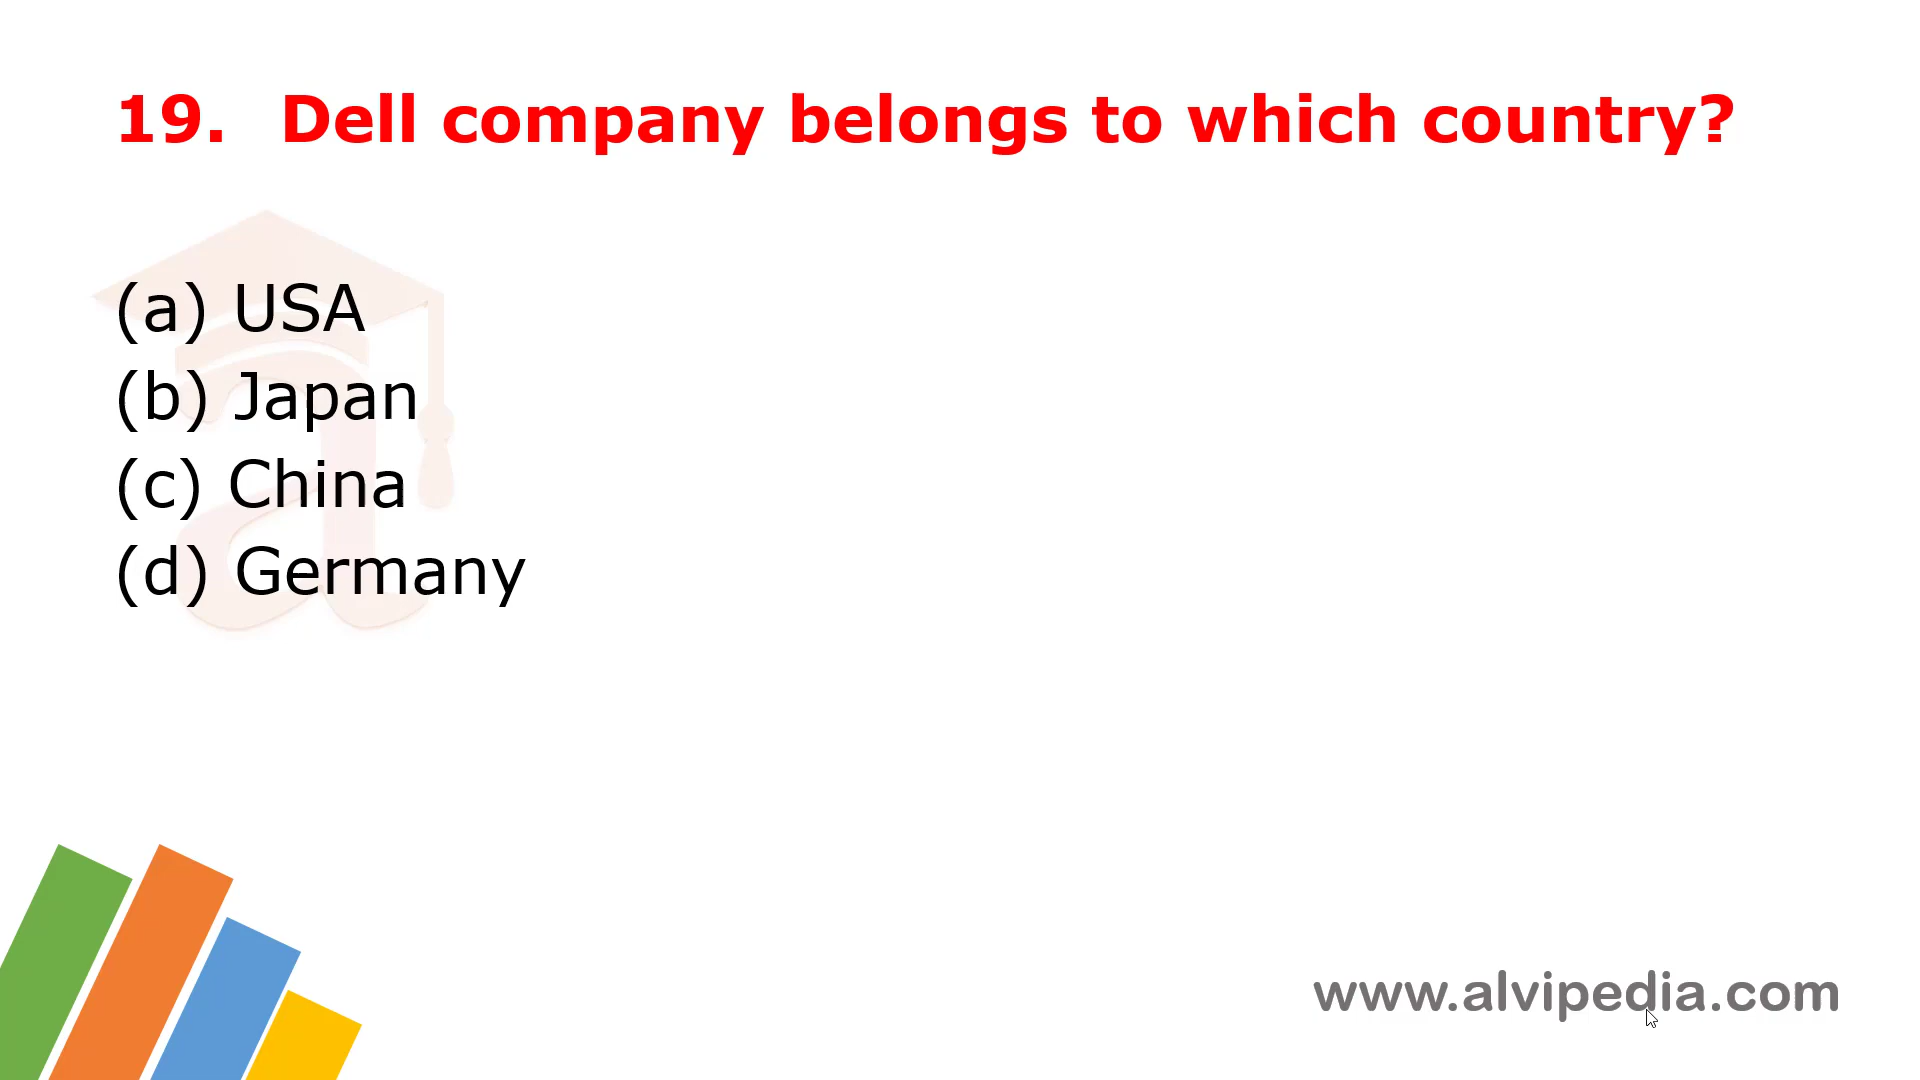 19. Dell company belongs to which country?
(a) USA
(b) Japan
(c) China
(d) Germany
www.alvipedia.com